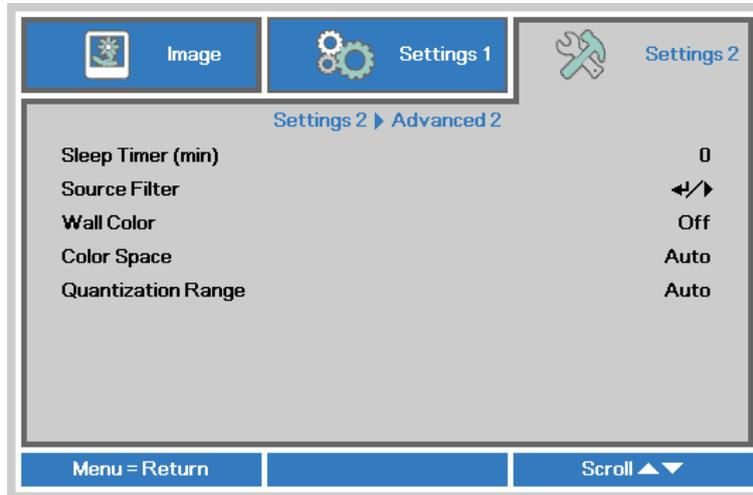 Image
Settings 1
Settings 2
Settings 2 ▶ Advanced 2
Sleep Timer (min) 0
Source Filter ↵/▶
Wall Color Off
Color Space Auto
Quantization Range Auto
Menu = Return
Scroll ▲▼